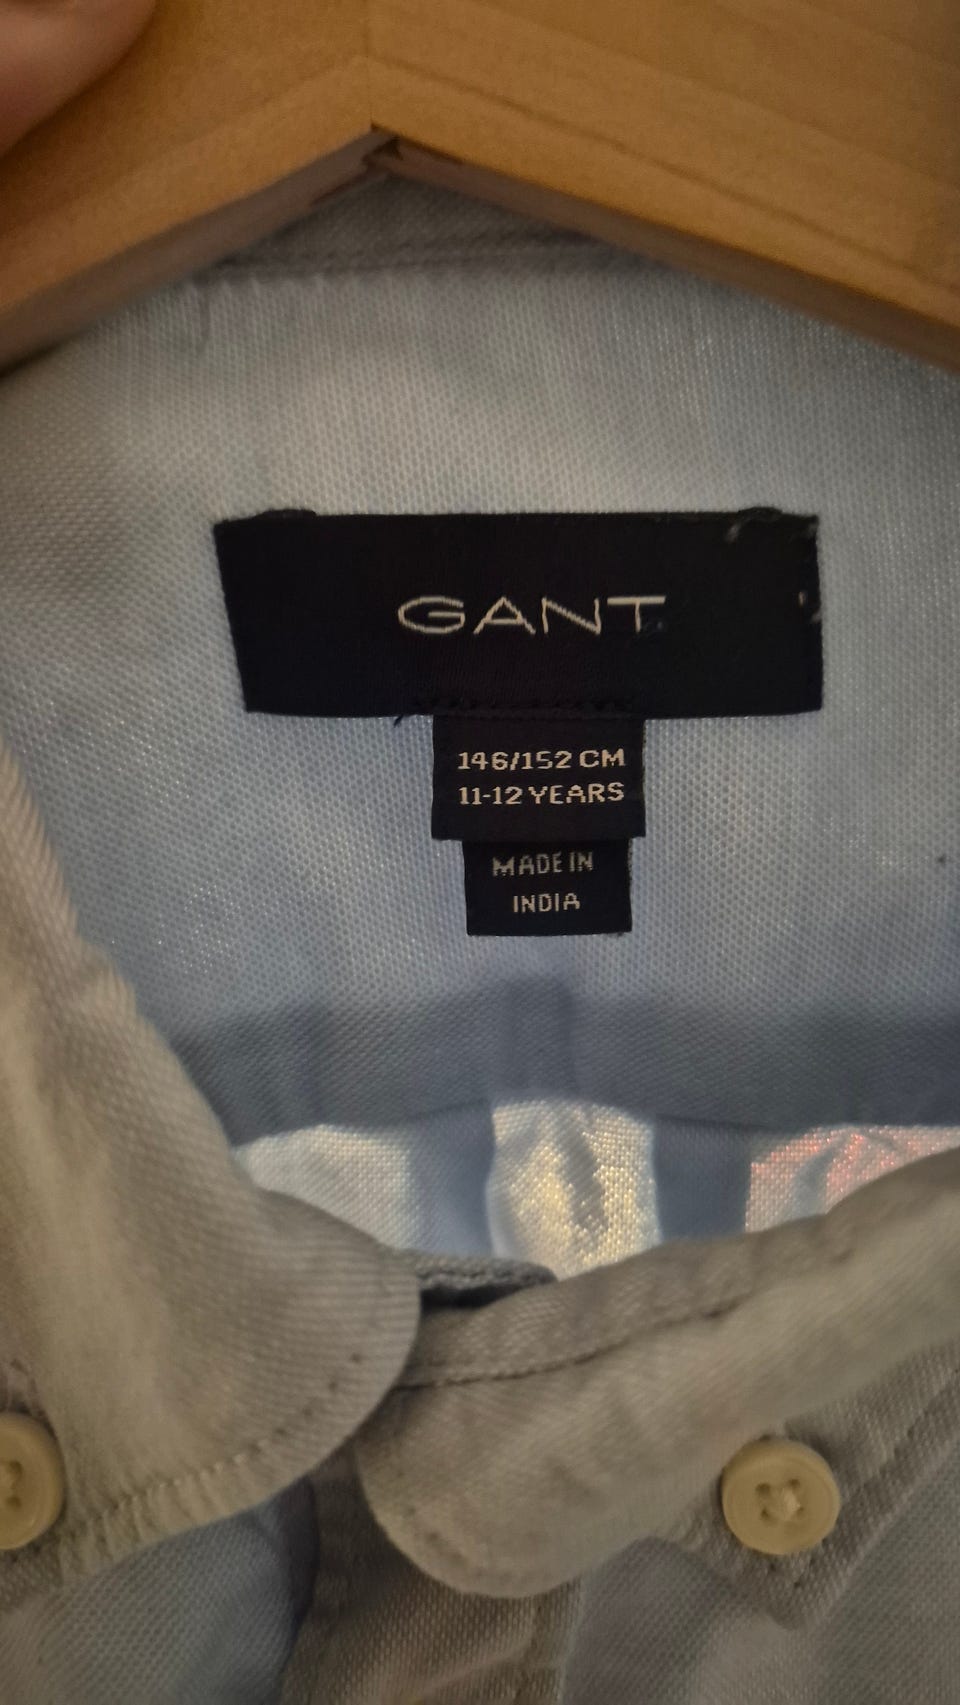 GANT
146/152 CM
11-12 YEARS
MADE IN
INDIA